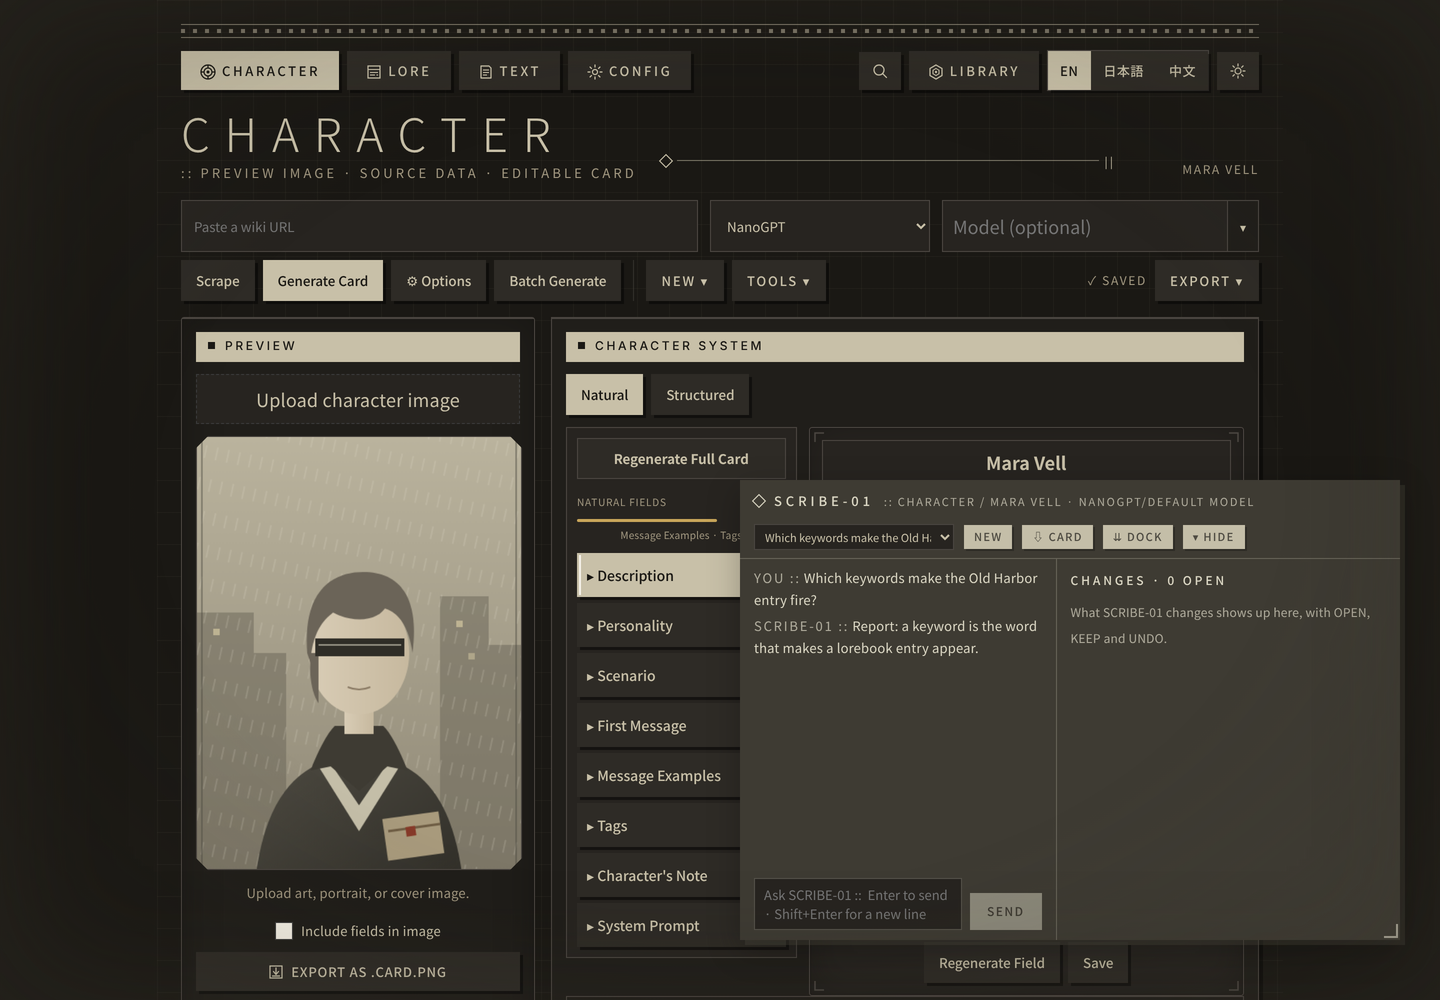 CHARACTER
LORE
TEXT
CONFIG
LIBRARY
EN
日本語
中文
CHARACTER
:: PREVIEW IMAGE · SOURCE DATA · EDITABLE CARD
MARA VELL
Paste a wiki URL
NanoGPT
Model (optional)
Scrape
Generate Card
⚙ Options
Batch Generate
NEW ▾
TOOLS ▾
✓ SAVED
EXPORT ▾
■ PREVIEW
Upload character image
Upload art, portrait, or cover image.
Include fields in image
EXPORT AS .CARD.PNG
■ CHARACTER SYSTEM
Natural
Structured
Regenerate Full Card
NATURAL FIELDS
Message Examples · Tags
▸ Description
▸ Personality
▸ Scenario
▸ First Message
▸ Message Examples
▸ Tags
▸ Character's Note
▸ System Prompt
Mara Vell
SCRIBE-01 :: CHARACTER / MARA VELL · NANOGPT/DEFAULT MODEL
Which keywords make the Old Ha
NEW
⇩ CARD
⇊ DOCK
▾ HIDE
YOU :: Which keywords make the Old Harbor
entry fire?
SCRIBE-01 :: Report: a keyword is the word
that makes a lorebook entry appear.
Ask SCRIBE-01 :: Enter to send
· Shift+Enter for a new line
SEND
CHANGES · 0 OPEN
What SCRIBE-01 changes shows up here, with OPEN,
KEEP and UNDO.
Regenerate Field
Save